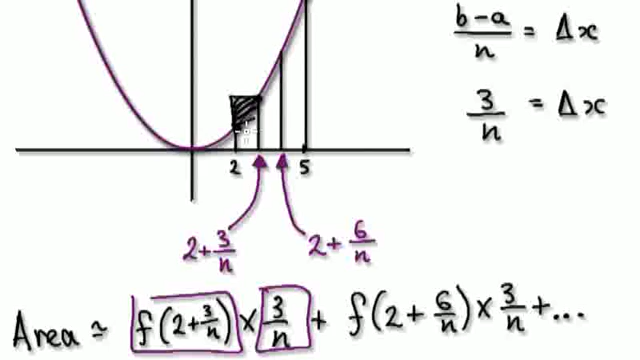 b-a/n = Δx
3/n = Δx
2 5
2+3/n 2+6/n
Area ≈ f(2+3/n) × 3/n + f(2+6/n) × 3/n + ...